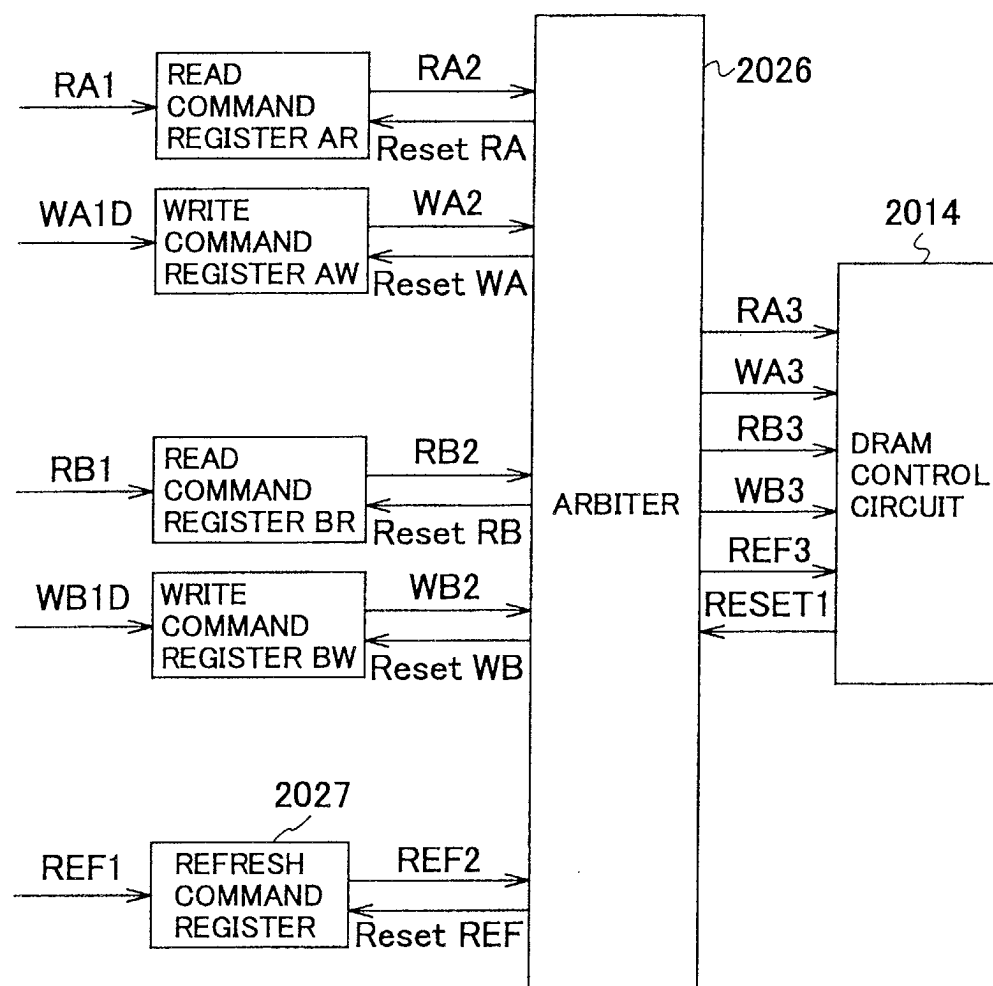 RA1
READ
COMMAND
REGISTER AR
RA2
Reset RA
2026
WA1D
WRITE
COMMAND
REGISTER AW
WA2
Reset WA
2014
RA3
WA3
RB3
WB3
REF3
RESET1
DRAM
CONTROL
CIRCUIT
ARBITER
RB1
READ
COMMAND
REGISTER BR
RB2
Reset RB
WB1D
WRITE
COMMAND
REGISTER BW
WB2
Reset WB
2027
REF1
REFRESH
COMMAND
REGISTER
REF2
Reset REF